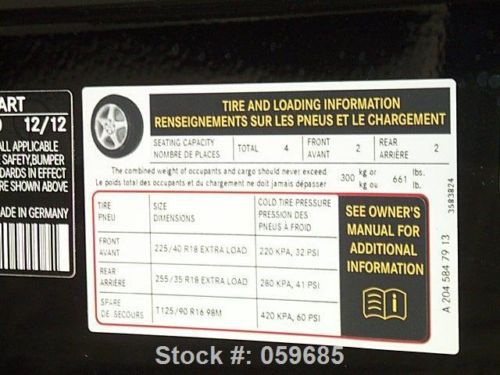 ART
12/12
ALL APPLICABLE
SAFETY, BUMPER
DARDS IN EFFECT
RE SHOWN ABOVE
MADE IN GERMANY
TIRE AND LOADING INFORMATION
RENSEIGNEMENTS SUR LES PNEUS ET LE CHARGEMENT
SEATING CAPACITY
NOMBRE DE PLACES
TOTAL 4
FRONT
AVANT
2
REAR
ARRIÈRE
2
The combined weight of occupants and cargo should never exceed
Le poids total des occupants et du chargement ne doit jamais dépasser
300 kg or
kg ou
661 lbs.
lb.
TIRE
PNEU
SIZE
DIMENSIONS
COLD TIRE PRESSURE
PRESSION DES
PNEUS À FROID
FRONT
AVANT
225/40 R18 EXTRA LOAD
220 KPA, 32 PSI
REAR
ARRIÈRE
255/35 R18 EXTRA LOAD
280 KPA, 41 PSI
SPARE
DE SECOURS
T125/90 R16 98M
420 KPA, 60 PSI
SEE OWNER'S
MANUAL FOR
ADDITIONAL
INFORMATION
3583824
A 204 584 79 13
Stock #: 059685